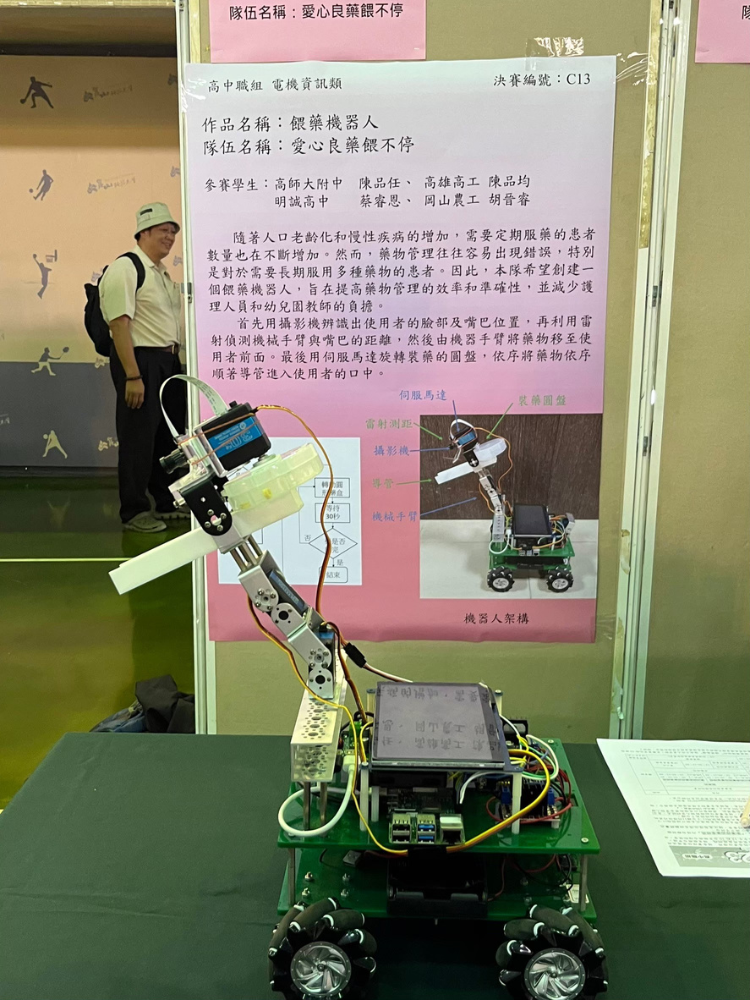 隊伍名稱：愛心良藥餵不停
高中職組 電機資訊類
決賽編號：C13
作品名稱：餵藥機器人
隊伍名稱：愛心良藥餵不停
參賽學生：高師大附中 陳品任、 高雄高工 陳品均
明誠高中 蔡睿恩、 岡山農工 胡晉睿
隨著人口老齡化和慢性疾病的增加，需要定期服藥的患者
數量也在不斷增加。然而，藥物管理往往容易出現錯誤，特別
是對於需要長期服用多種藥物的患者。因此，本隊希望創建一
個餵藥機器人，旨在提高藥物管理的效率和準確性，並減少護
理人員和幼兒園教師的負擔。
首先用攝影機辨識出使用者的臉部及嘴巴位置，再利用雷
射偵測機械手臂與嘴巴的距離，然後由機器手臂將藥物移至使
用者前面。最後用伺服馬達旋轉裝藥的圓盤，依序將藥物依序
順著導管進入使用者的口中。
伺服馬達
裝藥圓盤
雷射測距
攝影機
導管
機械手臂
等待
30秒
否
是否
完
是
結束
機器人架構